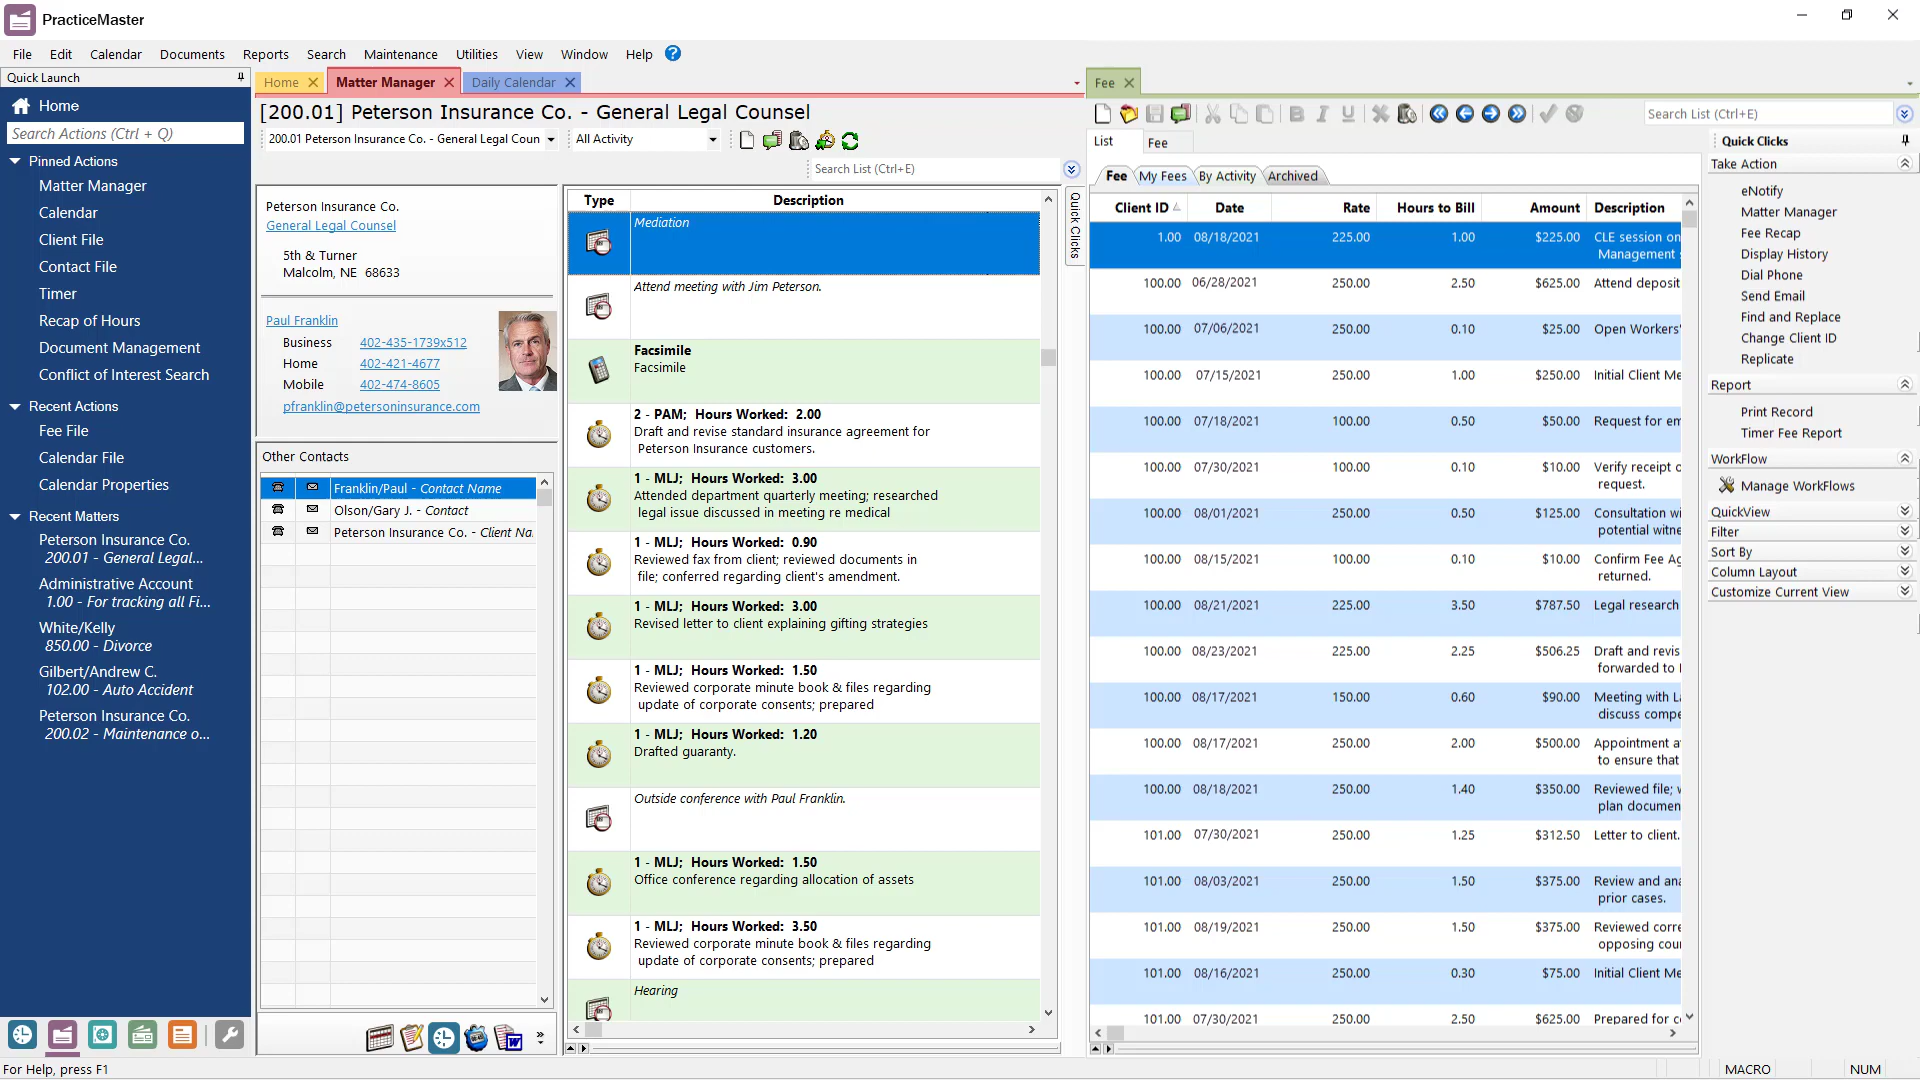 PracticeMaster
File Edit Calendar Documents Reports Search Maintenance Utilities View Window Help
Quick Launch
Home
Search Actions (Ctrl + Q)
Pinned Actions
Matter Manager
Calendar
Client File
Contact File
Timer
Recap of Hours
Document Management
Conflict of Interest Search
Recent Actions
Fee File
Calendar File
Calendar Properties
Recent Matters
Peterson Insurance Co.
200.01 - General Legal...
Administrative Account
1.00 - For tracking all Fi...
White/Kelly
850.00 - Divorce
Gilbert/Andrew C.
102.00 - Auto Accident
Peterson Insurance Co.
200.02 - Maintenance o...
Home Matter Manager Daily Calendar
[200.01] Peterson Insurance Co. - General Legal Counsel
200.01 Peterson Insurance Co. - General Legal Coun All Activity
Search List (Ctrl+E)
Peterson Insurance Co.
General Legal Counsel
5th & Turner
Malcolm, NE 68633
Paul Franklin
Business 402-435-1739x512
Home 402-421-4677
Mobile 402-474-8605
pfranklin@petersoninsurance.com
Other Contacts
Franklin/Paul - Contact Name
Olson/Gary J. - Contact
Peterson Insurance Co. - Client Na
Type Description
Mediation
Attend meeting with Jim Peterson.
Facsimile
Facsimile
2 - PAM; Hours Worked: 2.00
Draft and revise standard insurance agreement for
Peterson Insurance customers.
1 - MLJ; Hours Worked: 3.00
Attended department quarterly meeting; researched
legal issue discussed in meeting re medical
1 - MLJ; Hours Worked: 0.90
Reviewed fax from client; reviewed documents in
file; conferred regarding client's amendment.
1 - MLJ; Hours Worked: 3.00
Revised letter to client explaining gifting strategies
1 - MLJ; Hours Worked: 1.50
Reviewed corporate minute book & files regarding
update of corporate consents; prepared
1 - MLJ; Hours Worked: 1.20
Drafted guaranty.
Outside conference with Paul Franklin.
1 - MLJ; Hours Worked: 1.50
Office conference regarding allocation of assets
1 - MLJ; Hours Worked: 3.50
Reviewed corporate minute book & files regarding
update of corporate consents; prepared
Hearing
Quick Clicks
Fee
Search List (Ctrl+E)
List Fee
Fee My Fees By Activity Archived
Client ID Date Rate Hours to Bill Amount Description
1.00 08/18/2021 225.00 1.00 $225.00 CLE session on
Management
100.00 06/28/2021 250.00 2.50 $625.00 Attend deposit
100.00 07/06/2021 250.00 0.10 $25.00 Open Workers'
100.00 07/15/2021 250.00 1.00 $250.00 Initial Client Me
100.00 07/18/2021 100.00 0.50 $50.00 Request for em
100.00 07/30/2021 100.00 0.10 $10.00 Verify receipt o
request.
100.00 08/01/2021 250.00 0.50 $125.00 Consultation wi
potential witne
100.00 08/15/2021 100.00 0.10 $10.00 Confirm Fee Ag
returned.
100.00 08/21/2021 225.00 3.50 $787.50 Legal research
100.00 08/23/2021 225.00 2.25 $506.25 Draft and revis
forwarded to
100.00 08/17/2021 150.00 0.60 $90.00 Meeting with La
discuss compe
100.00 08/17/2021 250.00 2.00 $500.00 Appointment at
to ensure that
100.00 08/18/2021 250.00 1.40 $350.00 Reviewed file; w
plan documen
101.00 07/30/2021 250.00 1.25 $312.50 Letter to client.
101.00 08/03/2021 250.00 1.50 $375.00 Review and ana
prior cases.
101.00 08/19/2021 250.00 1.50 $375.00 Reviewed corre
opposing coun
101.00 08/16/2021 250.00 0.30 $75.00 Initial Client Me
101.00 07/30/2021 250.00 2.50 $625.00 Prepared for c
Quick Clicks
Take Action
eNotify
Matter Manager
Fee Recap
Display History
Dial Phone
Send Email
Find and Replace
Change Client ID
Replicate
Report
Print Record
Timer Fee Report
WorkFlow
Manage WorkFlows
QuickView
Filter
Sort By
Column Layout
Customize Current View
For Help, press F1
MACRO NUM